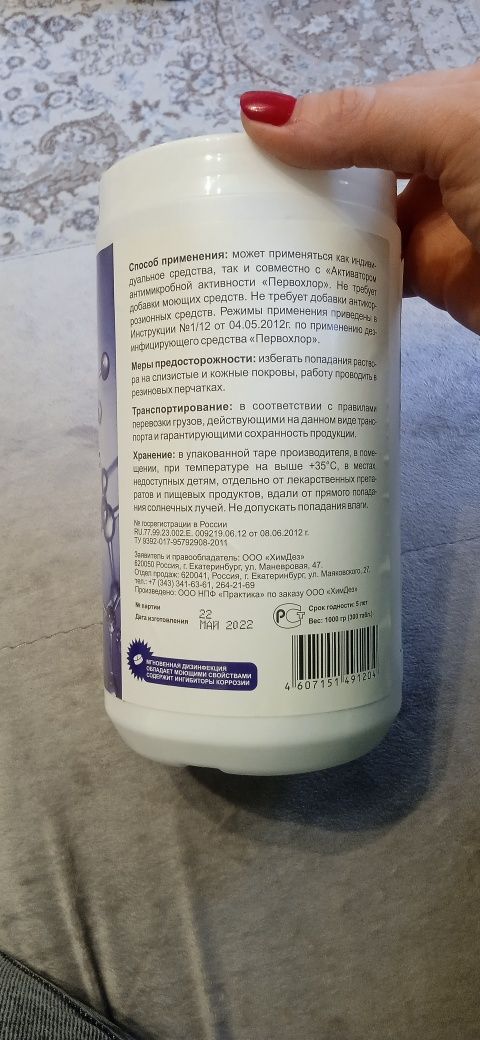 Способ применения: может применяться как индиви-
дуальное средства, так и совместно с «Активатором
антимикробной активности «Первохлор». Не требует
добавки моющих средств. Не требует добавки антикор-
розионных средств. Режимы применения приведены в
Инструкции №1/12 от 04.05.2012г. по применению дез-
инфицирующего средства «Первохлор».
Меры предосторожности: избегать попадания раство-
ра на слизистые и кожные покровы, работу проводить в
резиновых перчатках.
Транспортирование: в соответствии с правилами
перевозки грузов, действующими на данном виде транс-
порта и гарантирующими сохранность продукции.
Хранение: в упакованной таре производителя, в поме-
щении, при температуре на выше +35°С, в местах,
недоступных детям, отдельно от лекарственных препа-
ратов и пищевых продуктов, вдали от прямого попада-
ния солнечных лучей. Не допускать попадания влаги.
№ госрегистрации в России
RU.77.99.23.002.Е. 009219.06.12 от 08.06.2012 г.
ТУ 9392-017-95792908-2011
Заявитель и правообладатель: ООО «ХимДез»
620050 Россия, г. Екатеринбург, ул. Маневровая, 47.
Отдел продаж: 620041, Россия, г. Екатеринбург, ул. Маяковского, 27.
тел.: +7 (343) 341-63-61, 264-21-69
Произведено: ООО НПФ «Практика» по заказу ООО «ХимДез»
№ партии 22
Дата изготовления МАЙ 2022
РСТ
Срок годности: 5 лет
Вес: 1000 гр (300 табл.)
МГНОВЕННАЯ ДЕЗИНФЕКЦИЯ
ОБЛАДАЕТ МОЮЩИМИ СВОЙСТВАМИ
СОДЕРЖИТ ИНГИБИТОРЫ КОРРОЗИИ
4 607151 491204